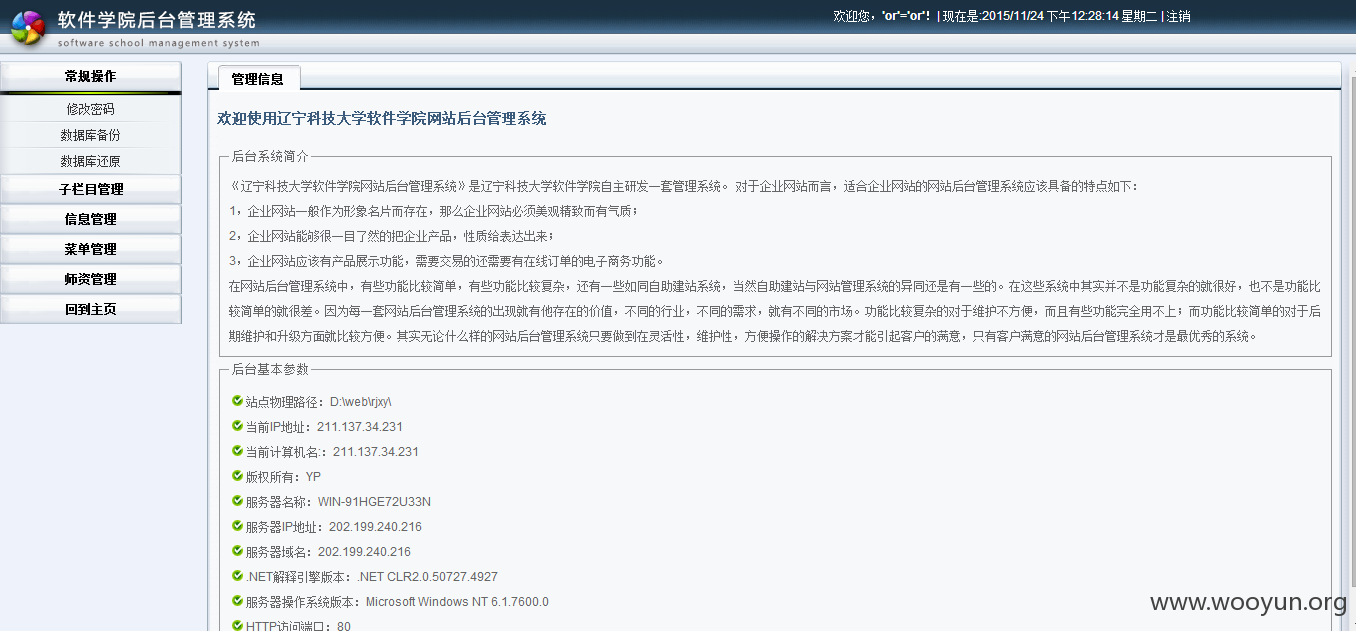 软件学院后台管理系统
software school management system
欢迎您，'or'='or'！ | 现在是:2015/11/24 下午12:28:14 星期二 | 注销
常规操作
修改密码
数据库备份
数据库还原
子栏目管理
信息管理
菜单管理
师资管理
回到主页
管理信息
欢迎使用辽宁科技大学软件学院网站后台管理系统
后台系统简介
《辽宁科技大学软件学院网站后台管理系统》是辽宁科技大学软件学院自主研发一套管理系统。 对于企业网站而言，适合企业网站的网站后台管理系统应该具备的特点如下：
1，企业网站一般作为形象名片而存在，那么企业网站必须美观精致而有气质；
2，企业网站能够很一目了然的把企业产品，性质给表达出来；
3，企业网站应该有产品展示功能，需要交易的还需要有在线订单的电子商务功能。
在网站后台管理系统中，有些功能比较简单，有些功能比较复杂，还有一些如同自助建站系统，当然自助建站与网站管理系统的异同还是有一些的。在这些系统中其实并不是功能复杂的就很好，也不是功能比
较简单的就很差。因为每一套网站后台管理系统的出现就有他存在的价值，不同的行业，不同的需求，就有不同的市场。功能比较复杂的对于维护不方便，而且有些功能完全用不上；而功能比较简单的对于后
期维护和升级方面就比较方便。其实无论什么样的网站后台管理系统只要做到在灵活性，维护性，方便操作的解决方案才能引起客户的满意，只有客户满意的网站后台管理系统才是最优秀的系统。
后台基本参数
站点物理路径：D:\web\rjxy\
当前IP地址：211.137.34.231
当前计算机名:：211.137.34.231
版权所有：YP
服务器名称：WIN-91HGE72U33N
服务器IP地址：202.199.240.216
服务器域名：202.199.240.216
.NET解释引擎版本：.NET CLR2.0.50727.4927
服务器操作系统版本：Microsoft Windows NT 6.1.7600.0
HTTP访问端口：80
www.wooyun.org